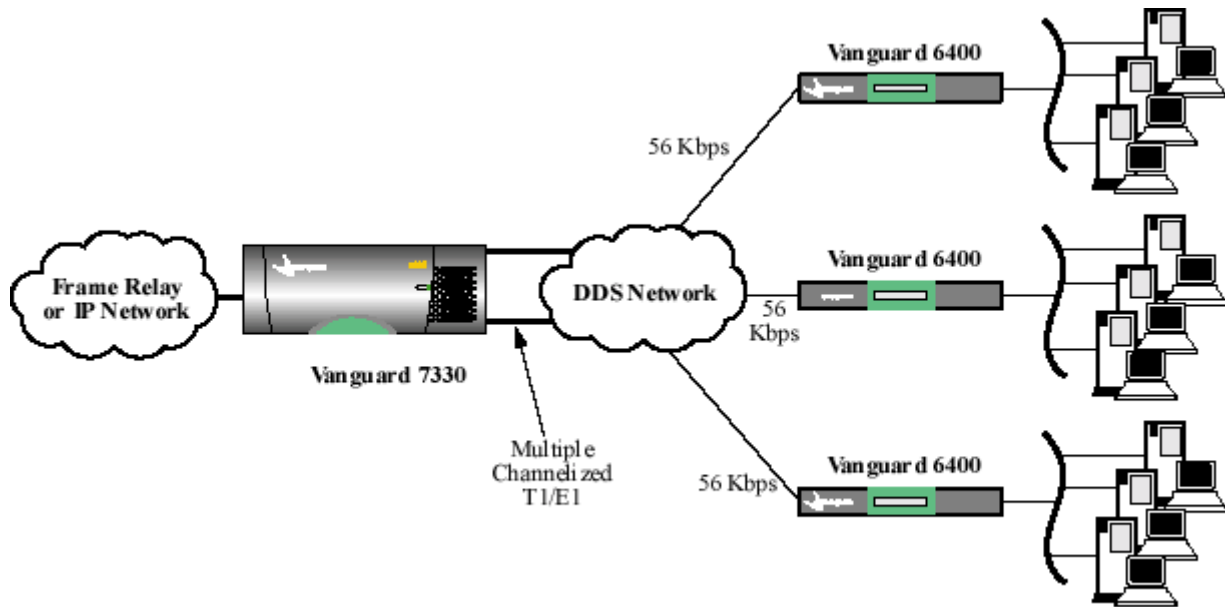 Frame Relay
or IP Network
Vanguard 7330
Multiple
Channelized
T1/E1
DDS Network
56 Kbps
Vanguard 6400
56
Kbps
Vanguard 6400
56 Kbps
Vanguard 6400